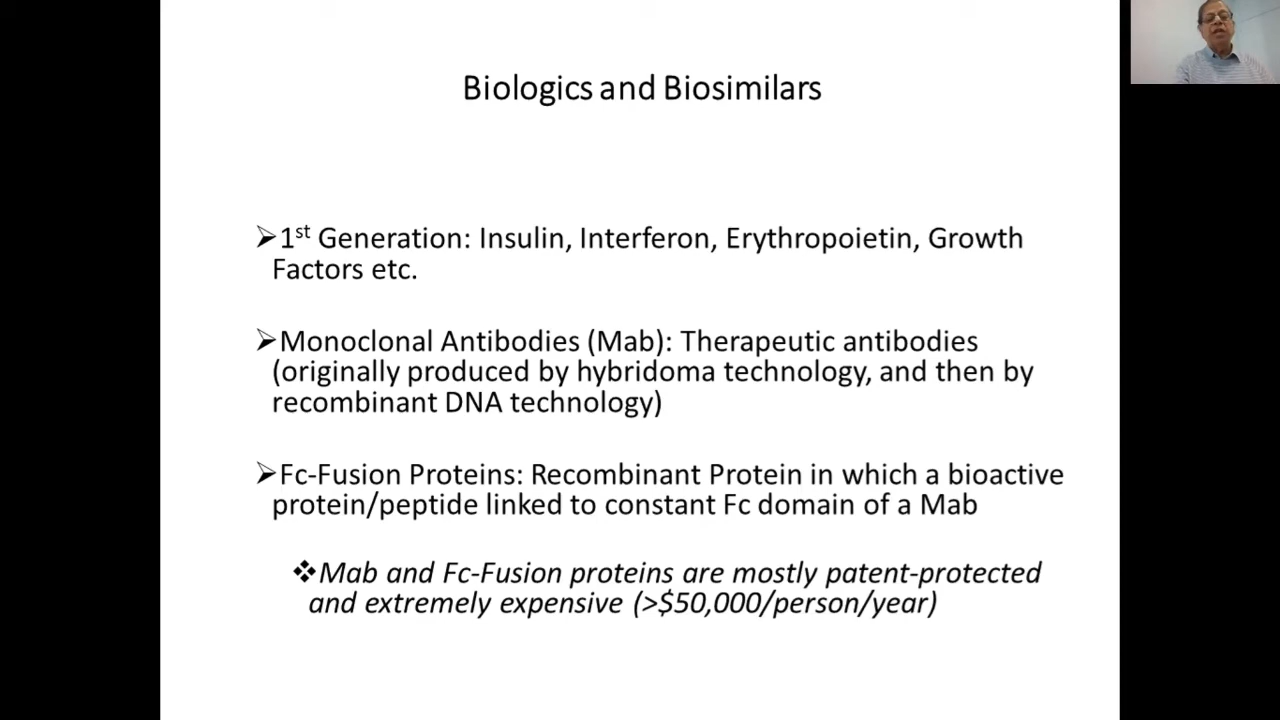 Biologics and Biosimilars
➢1st Generation: Insulin, Interferon, Erythropoietin, Growth
Factors etc.
➢Monoclonal Antibodies (Mab): Therapeutic antibodies
(originally produced by hybridoma technology, and then by
recombinant DNA technology)
➢Fc-Fusion Proteins: Recombinant Protein in which a bioactive
protein/peptide linked to constant Fc domain of a Mab
❖Mab and Fc-Fusion proteins are mostly patent-protected
and extremely expensive (>$50,000/person/year)